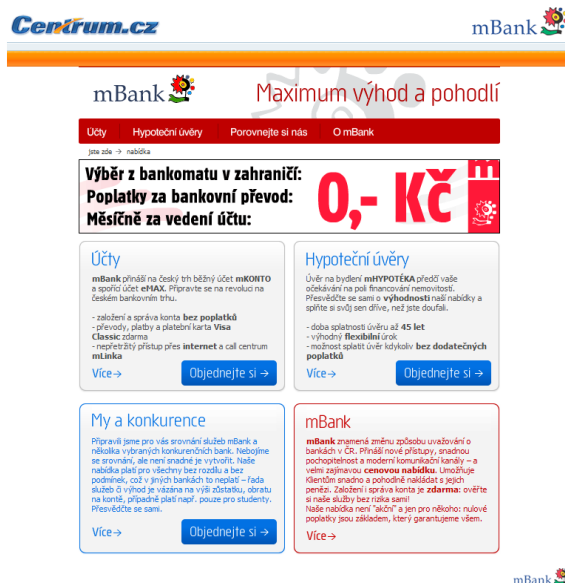 Centrum.cz
mBank
mBank
Maximum výhod a pohodlí
Účty Hypoteční úvěry Porovnejte si nás O mBank
jste zde → nabídka
Výběr z bankomatu v zahraničí:
Poplatky za bankovní převod:
Měsíčně za vedení účtu:
0,- Kč
m
Účty
mBank přináší na český trh běžný účet mKONTO
a spořící účet eMAX. Připravte se na revoluci na
českém bankovním trhu.
- založení a správa konta bez poplatků
- převody, platby a platební karta Visa
Classic zdarma
- nepřetržitý přístup přes internet a call centrum
mLinka
Více→
Objednejte si →
Hypoteční úvěry
Úvěr na bydlení mHYPOTÉKA předčí vaše
očekávání na poli financování nemovitostí.
Přesvědčte se sami o výhodnosti naší nabídky a
splňte si svůj sen dříve, než jste doufali.
- doba splatnosti úvěru až 45 let
- výhodný flexibilní úrok
- možnost splatit úvěr kdykoliv bez dodatečných
poplatků
Více→
Objednejte si →
My a konkurence
Připravili jsme pro vás srovnání služeb mBank a
několika vybraných konkurenčních bank. Nebojíme
se srovnání, ale není snadné je vytvořit. Naše
nabídka platí pro všechny bez rozdílu a bez
podmínek, což v jiných bankách to neplatí – řada
služeb či výhod je vázána na výši zůstatku, obratu
na kontě, případně platí např. pouze pro studenty.
Přesvědčte se sami.
Více→
Objednejte si →
mBank
mBank znamená změnu způsobu uvažování o
bankách v ČR. Přináší nové přístupy, snadnou
pochopitelnost a moderní komunikační kanály – a
velmi zajímavou cenovou nabídku. Umožňuje
Klientům snadno a pohodlně nakládat s jejich
penězi. Založení i správa konta je zdarma: ověřte
si naše služby bez rizika sami!
Naše nabídka není "akční" a jen pro někoho: nulové
poplatky jsou základem, který garantujeme všem.
Více→
mBank